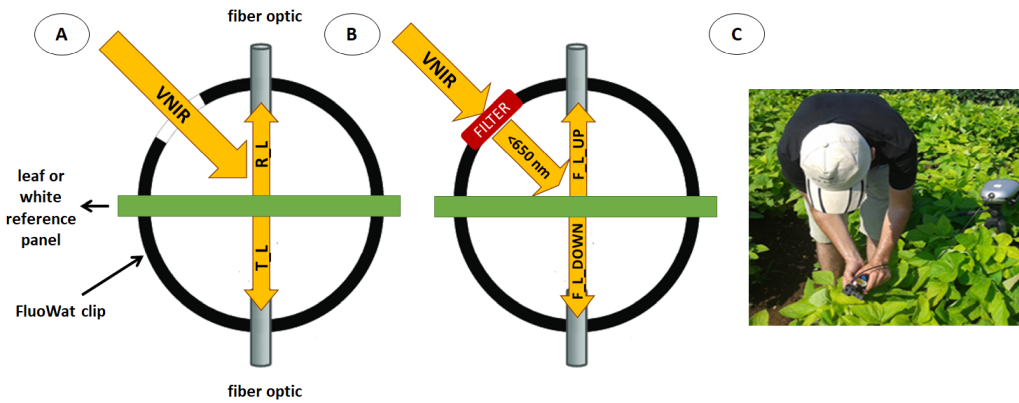 A
fiber optic
B
C
VNIR
R_L
T_L
leaf or
white
reference
panel
FluoWat clip
fiber optic
VNIR
FILTER
<650 nm
F_L_UP
F_L_DOWN